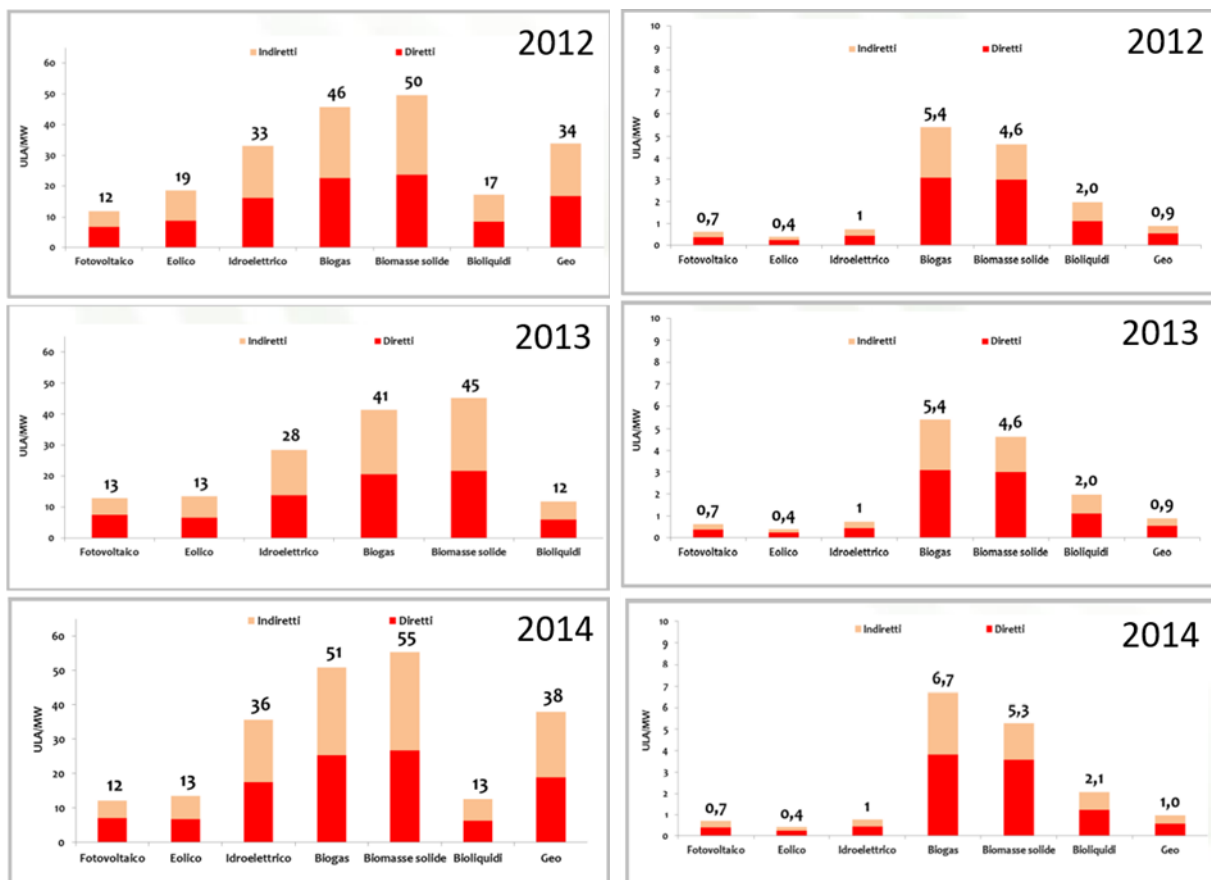 2012
Indiretti Diretti
ULA/MW
60
50
40
30
20
10
0
12 19 33 46 50 17 34
Fotovoltaico Eolico Idroelettrico Biogas Biomasse solide Bioliquidi Geo
2012
Indiretti Diretti
ULA/MW
10
9
8
7
6
5
4
3
2
1
0
0,7 0,4 1 5,4 4,6 2,0 0,9
Fotovoltaico Eolico Idroelettrico Biogas Biomasse solide Bioliquidi Geo
2013
Indiretti Diretti
ULA/MW
60
50
40
30
20
10
0
13 13 28 41 45 12
Fotovoltaico Eolico Idroelettrico Biogas Biomasse solide Bioliquidi
2013
Indiretti Diretti
ULA/MW
10
9
8
7
6
5
4
3
2
1
0
0,7 0,4 1 5,4 4,6 2,0 0,9
Fotovoltaico Eolico Idroelettrico Biogas Biomasse solide Bioliquidi Geo
2014
Indiretti Diretti
ULA/MW
60
50
40
30
20
10
0
12 13 36 51 55 13 38
Fotovoltaico Eolico Idroelettrico Biogas Biomasse solide Bioliquidi Geo
2014
Indiretti Diretti
ULA/MW
10
9
8
7
6
5
4
3
2
1
0
0,7 0,4 1 6,7 5,3 2,1 1,0
Fotovoltaico Eolico Idroelettrico Biogas Biomasse solide Bioliquidi Geo